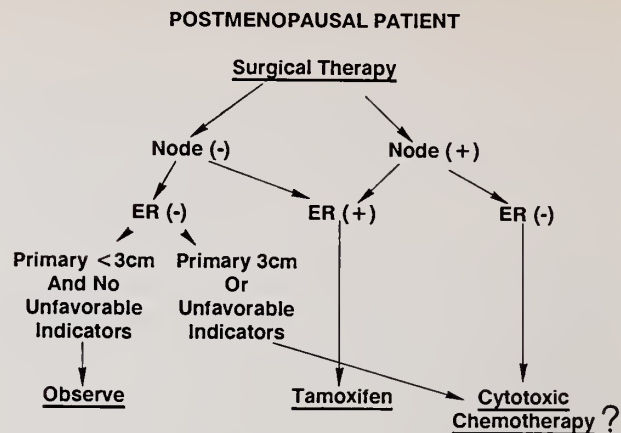 POSTMENOPAUSAL PATIENT
Surgical Therapy
Node (-)
Node (+)
ER (-)
ER (+)
ER (-)
Primary <3cm
And No
Unfavorable
Indicators
Primary 3cm
Or
Unfavorable
Indicators
Observe
Tamoxifen
Cytotoxic
Chemotherapy ?